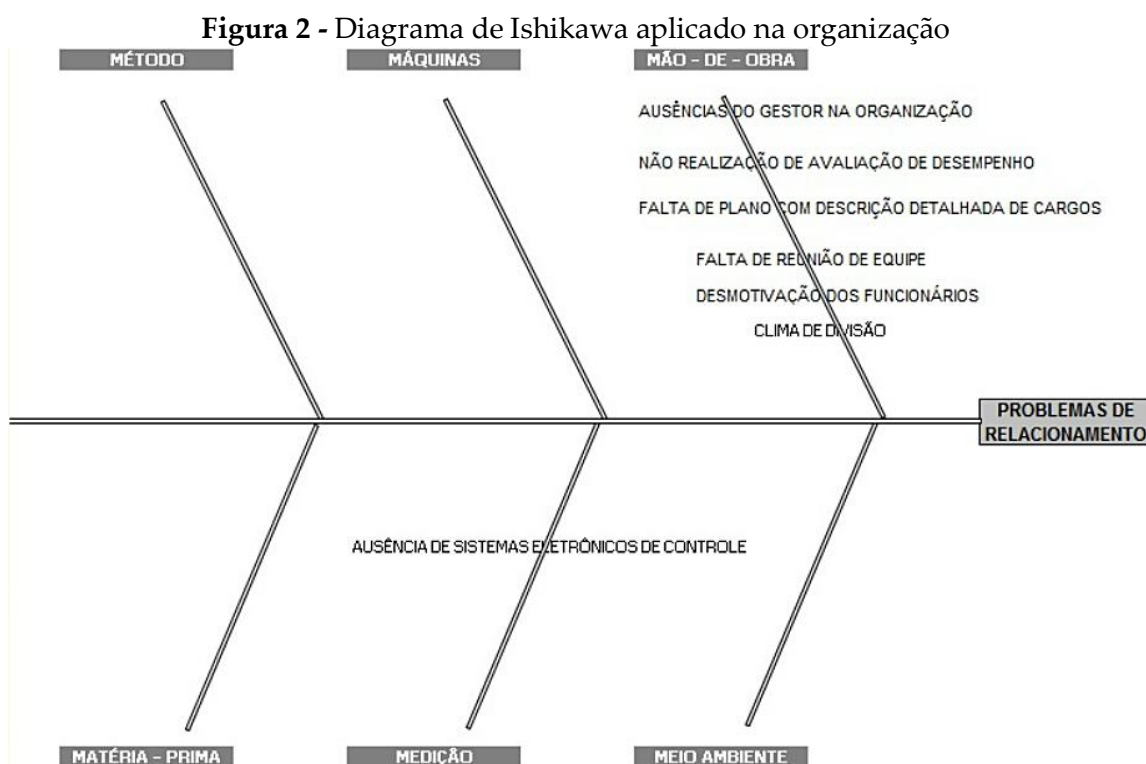 Figura 2 - Diagrama de Ishikawa aplicado na organização
MÉTODO
MÁQUINAS
MÃO - DE - OBRA
AUSÊNCIAS DO GESTOR NA ORGANIZAÇÃO
NÃO REALIZAÇÃO DE AVALIAÇÃO DE DESEMPENHO
FALTA DE PLANO COM DESCRIÇÃO DETALHADA DE CARGOS
FALTA DE REUNIÃO DE EQUIPE
DESMOTIVAÇÃO DOS FUNCIONÁRIOS
CLIMA DE DIVISÃO
PROBLEMAS DE
RELACIONAMENTO
AUSÊNCIA DE SISTEMAS ELETRÔNICOS DE CONTROLE
MATÉRIA - PRIMA
MEDIÇÃO
MEIO AMBIENTE